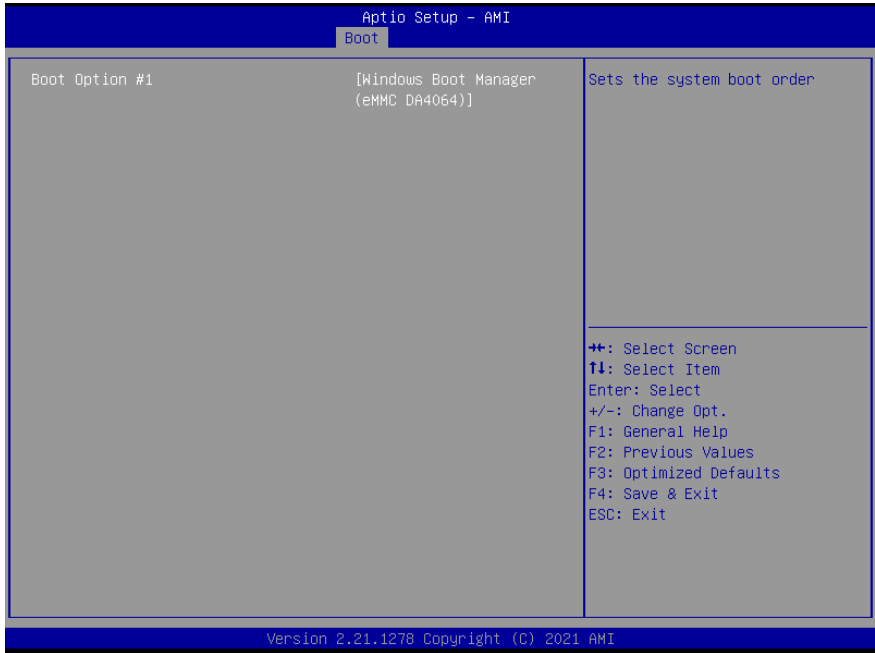 Aptio Setup - AMI
Boot
Boot Option #1 [Windows Boot Manager
(eMMC DA4064)]
Sets the system boot order
→←: Select Screen
↑↓: Select Item
Enter: Select
+/-: Change Opt.
F1: General Help
F2: Previous Values
F3: Optimized Defaults
F4: Save & Exit
ESC: Exit
Version 2.21.1278 Copyright (C) 2021 AMI